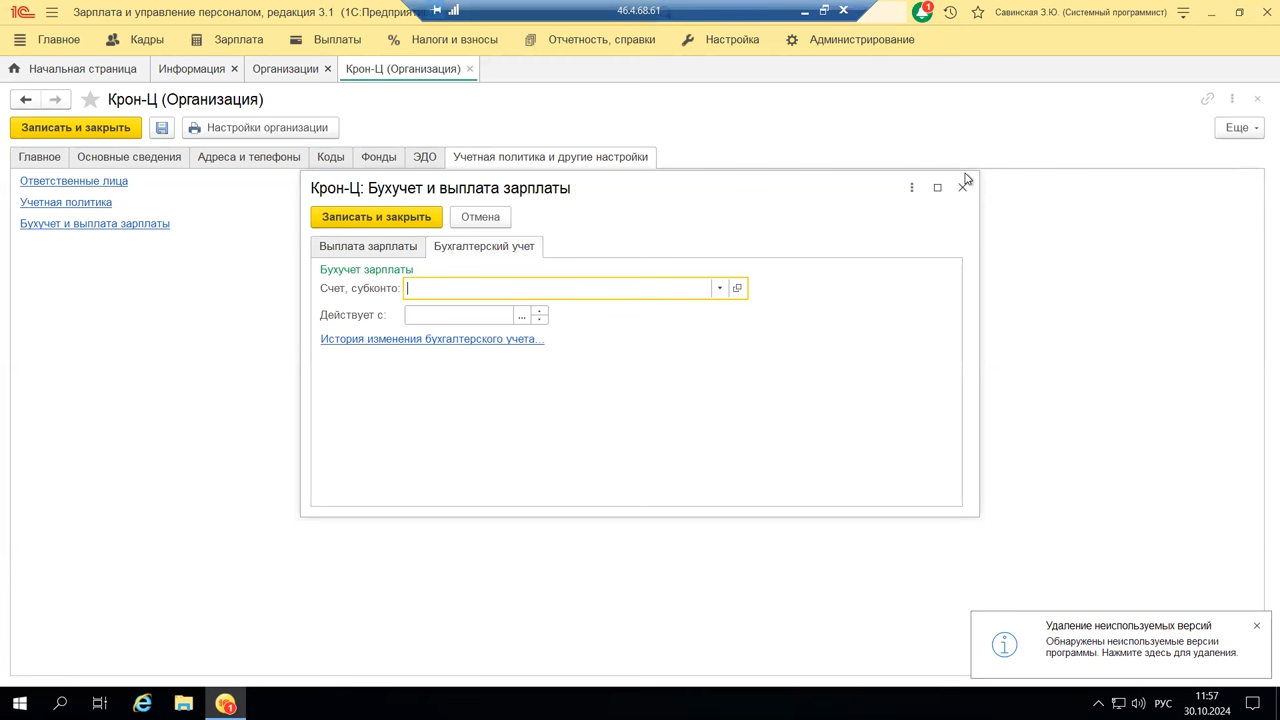 Зарплата и управление персоналом, редакция 3.1 (1С:Предприят
46.4.68.61
1
Савинская З.Ю. (Системный программист)
Главное
Кадры
Зарплата
Выплаты
Налоги и взносы
Отчетность, справки
Настройка
Администрирование
Начальная страница
Информация
Организации
Крон-Ц (Организация)
Крон-Ц (Организация)
Записать и закрыть
Настройки организации
Еще
Главное
Основные сведения
Адреса и телефоны
Коды
Фонды
ЭДО
Учетная политика и другие настройки
Ответственные лица
Учетная политика
Бухучет и выплата зарплаты
Крон-Ц: Бухучет и выплата зарплаты
Записать и закрыть
Отмена
Выплата зарплаты
Бухгалтерский учет
Бухучет зарплаты
Счет, субконто:
Действует с:
...
История изменения бухгалтерского учета...
Удаление неиспользуемых версий
Обнаружены неиспользуемые версии
программы. Нажмите здесь для удаления.
1
РУС
11:57
30.10.2024